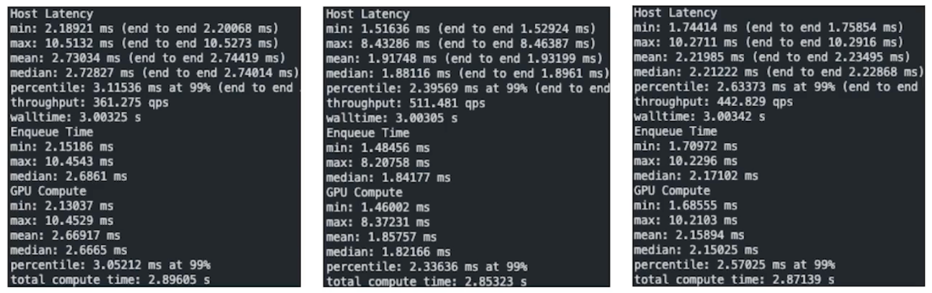 Host Latency
min: 2.18921 ms (end to end 2.20068 ms)
max: 10.5132 ms (end to end 10.5273 ms)
mean: 2.73034 ms (end to end 2.74419 ms)
median: 2.72827 ms (end to end 2.74014 ms)
percentile: 3.11536 ms at 99% (end to end
throughput: 361.275 qps
walltime: 3.00325 s
Enqueue Time
min: 2.15186 ms
max: 10.4543 ms
median: 2.6861 ms
GPU Compute
min: 2.13037 ms
max: 10.4529 ms
mean: 2.66917 ms
median: 2.6665 ms
percentile: 3.05212 ms at 99%
total compute time: 2.89605 s
Host Latency
min: 1.51636 ms (end to end 1.52924 ms)
max: 8.43286 ms (end to end 8.46387 ms)
mean: 1.91748 ms (end to end 1.93199 ms)
median: 1.88116 ms (end to end 1.8961 ms)
percentile: 2.39569 ms at 99% (end to end
throughput: 511.481 qps
walltime: 3.00305 s
Enqueue Time
min: 1.48456 ms
max: 8.20758 ms
median: 1.84177 ms
GPU Compute
min: 1.46002 ms
max: 8.37231 ms
mean: 1.85757 ms
median: 1.82166 ms
percentile: 2.33636 ms at 99%
total compute time: 2.85323 s
Host Latency
min: 1.74414 ms (end to end 1.75854 ms)
max: 10.2711 ms (end to end 10.2916 ms)
mean: 2.21985 ms (end to end 2.23495 ms)
median: 2.21222 ms (end to end 2.22868 ms)
percentile: 2.63373 ms at 99% (end to end
throughput: 442.829 qps
walltime: 3.00342 s
Enqueue Time
min: 1.70972 ms
max: 10.2296 ms
median: 2.17102 ms
GPU Compute
min: 1.68555 ms
max: 10.2103 ms
mean: 2.15894 ms
median: 2.15025 ms
percentile: 2.57025 ms at 99%
total compute time: 2.87139 s